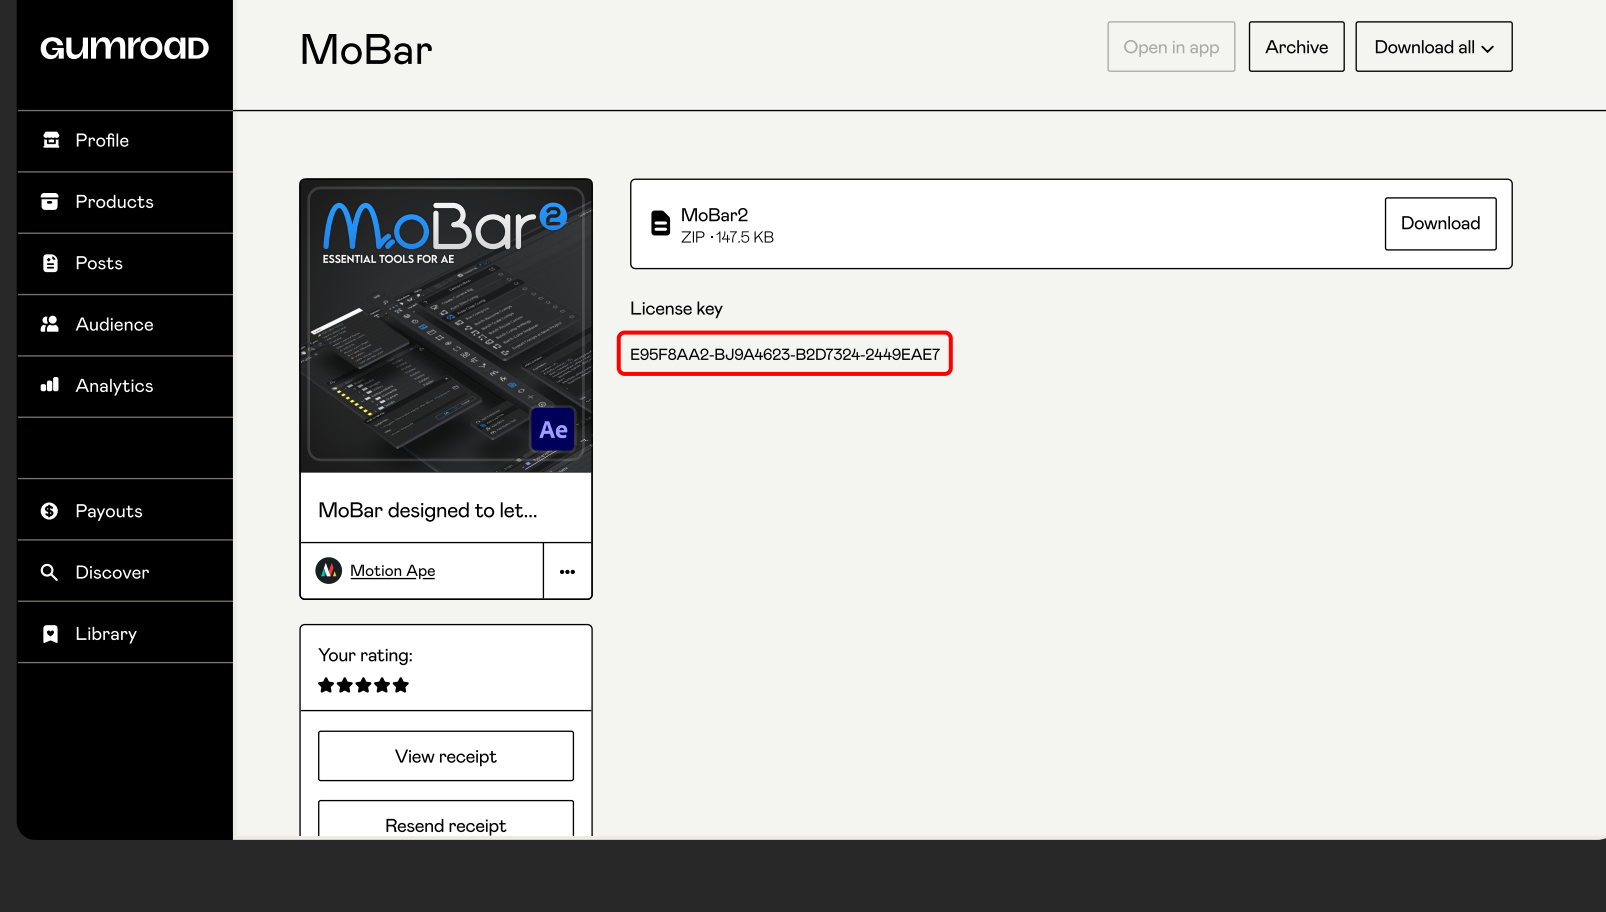 GUMROAD
Profile
Products
Posts
Audience
Analytics
Payouts
Discover
Library
MoBar
Open in app
Archive
Download all
MoBar2
ESSENTIAL TOOLS FOR AE
Ae
MoBar designed to let...
Motion Ape
Your rating:
View receipt
Resend receipt
MoBar2
ZIP · 147.5 KB
Download
License key
E95F8AA2-BJ9A4623-B2D7324-2449EAE7